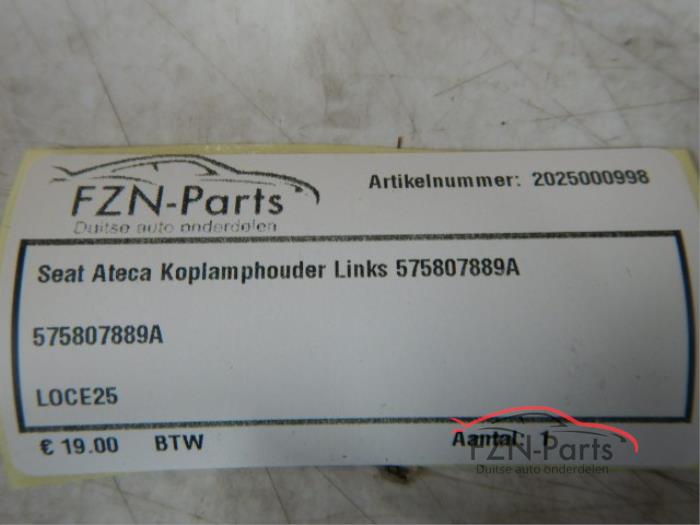 FZN-Parts
Duitse auto onderdelen
Artikelnummer: 2025000998
Seat Ateca Koplamphouder Links 575807889A
575807889A
LOCE25
€ 19.00 BTW
Aantal: 1
FZN-Parts
Duitse auto onderdelen